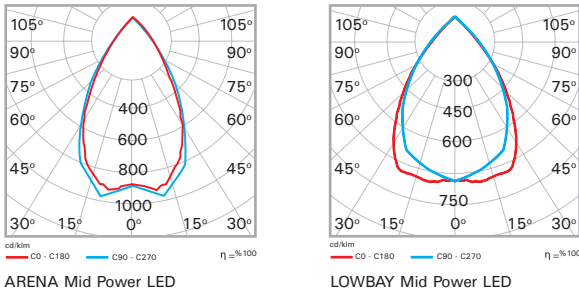 105° 105°
90° 90°
75° 75°
60° 60°
45° 45°
30° 15° 0° 15° 30°
400
600
800
1000
cd/klm
C0 - C180 C90 - C270 η =%100
ARENA Mid Power LED
105° 105°
90° 90°
75° 75°
60° 60°
45° 45°
30° 15° 0° 15° 30°
300
450
600
750
cd/klm
C0 - C180 C90 - C270 η =%100
LOWBAY Mid Power LED